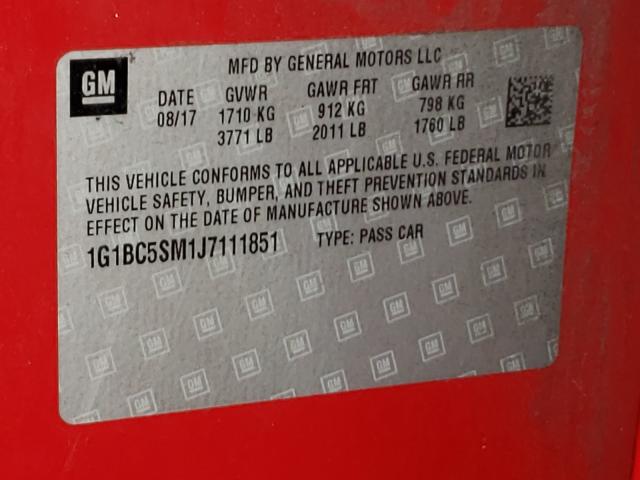 GM
MFD BY GENERAL MOTORS LLC
DATE GVWR GAWR FRT GAWR RR
08/17 1710 KG 912 KG 798 KG
3771 LB 2011 LB 1760 LB
THIS VEHICLE CONFORMS TO ALL APPLICABLE U.S. FEDERAL MOTOR
VEHICLE SAFETY, BUMPER, AND THEFT PREVENTION STANDARDS IN
EFFECT ON THE DATE OF MANUFACTURE SHOWN ABOVE.
1G1BC5SM1J7111851 TYPE: PASS CAR